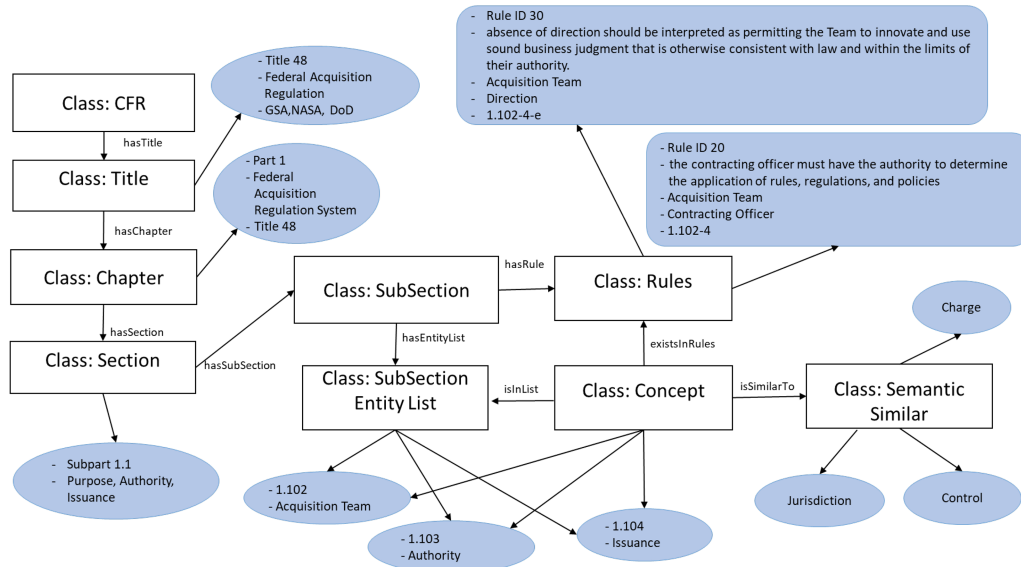 Class: CFR
hasTitle
Class: Title
- Title 48
- Federal Acquisition
Regulation
- GSA,NASA, DoD
hasChapter
- Part 1
- Federal
Acquisition
Regulation System
- Title 48
Class: Chapter
hasSection
Class: Section
hasSubSection
- Subpart 1.1
- Purpose, Authority,
Issuance
Class: SubSection
hasRule
Class: Rules
- Rule ID 30
- absence of direction should be interpreted as permitting the Team to innovate and use
sound business judgment that is otherwise consistent with law and within the limits of
their authority.
- Acquisition Team
- Direction
- 1.102-4-e
- Rule ID 20
- the contracting officer must have the authority to determine
the application of rules, regulations, and policies
- Acquisition Team
- Contracting Officer
- 1.102-4
hasEntityList
existsInRules
Class: SubSection
Entity List
isInList
Class: Concept
isSimilarTo
Class: Semantic
Similar
Charge
Jurisdiction
Control
- 1.102
- Acquisition Team
- 1.103
- Authority
- 1.104
- Issuance